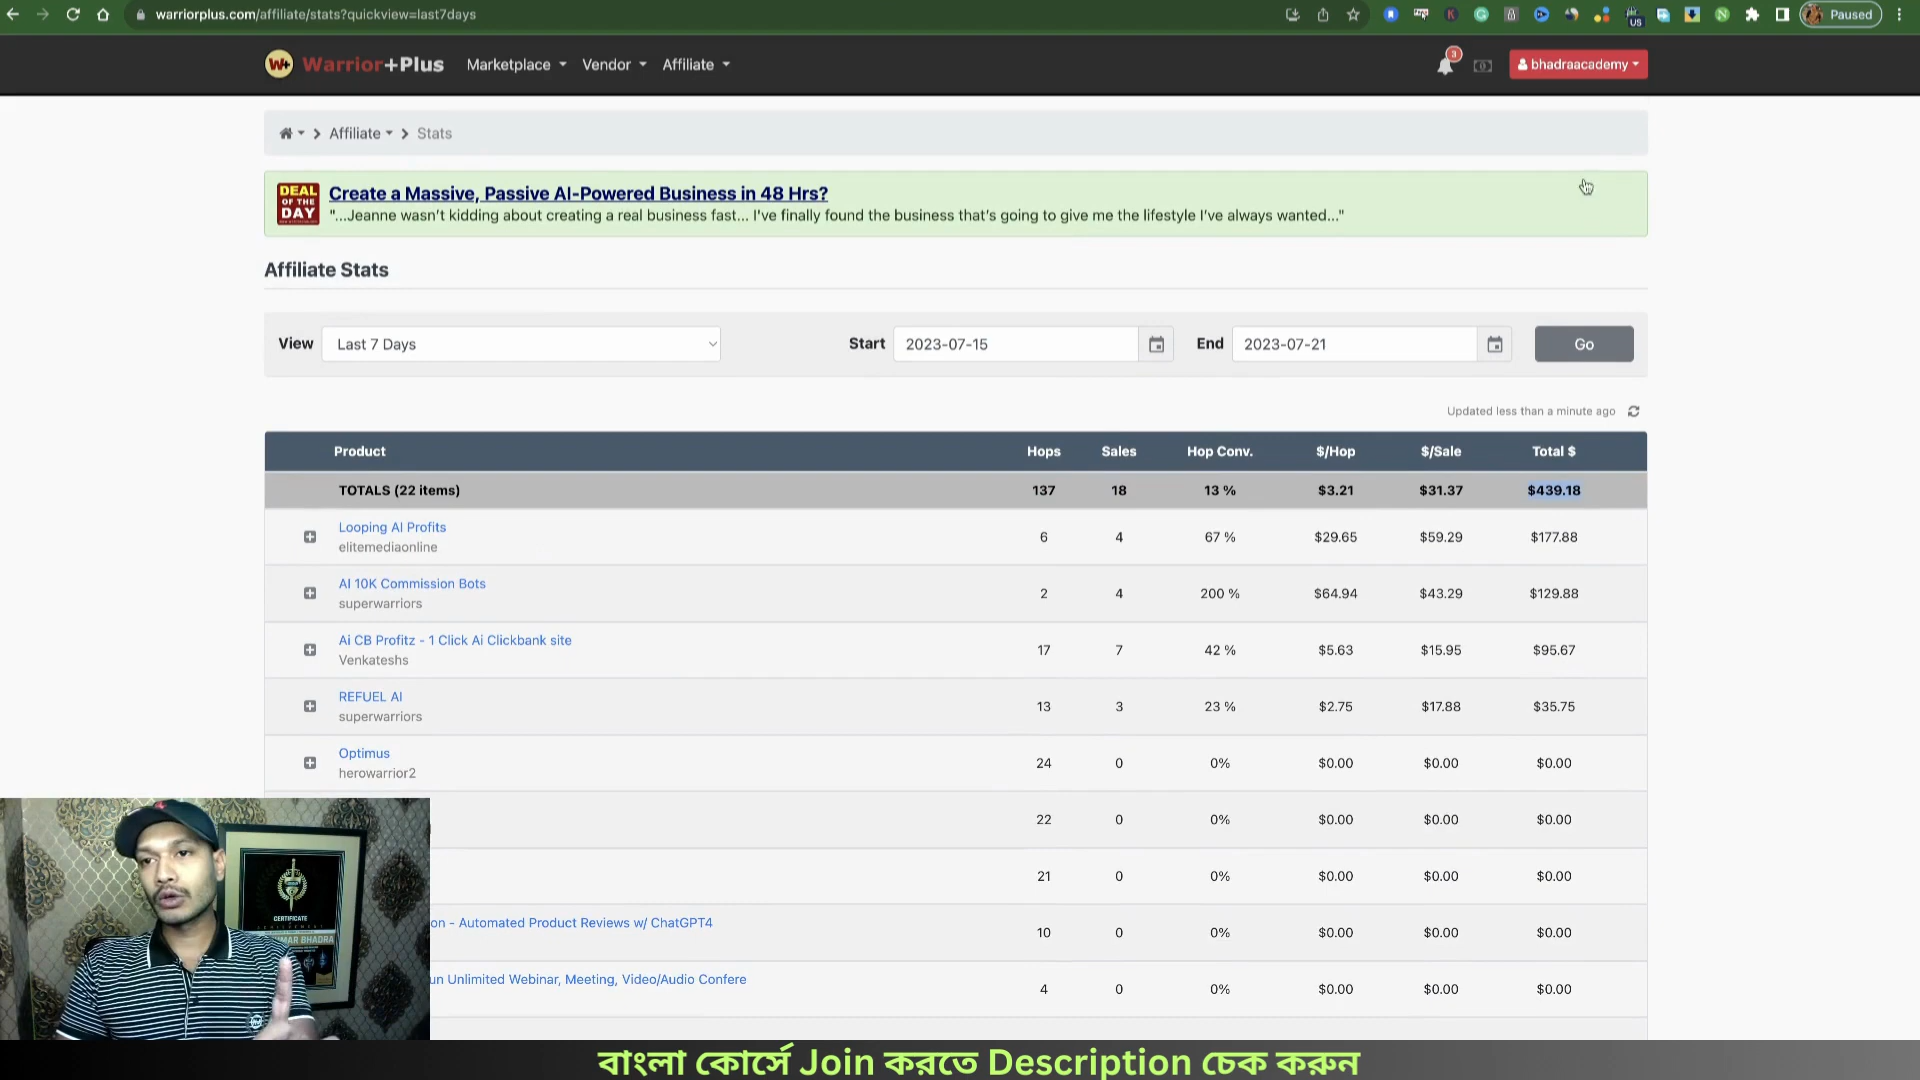 warriorplus.com/affiliate/stats?quickview=last7days
Paused
W+ Warrior+Plus Marketplace Vendor Affiliate 3 bhadraacademy
Affiliate Stats
DEAL OF THE DAY
Create a Massive, Passive AI-Powered Business in 48 Hrs?
"...Jeanne wasn't kidding about creating a real business fast... I've finally found the business that's going to give me the lifestyle I've always wanted..."
Affiliate Stats
View Last 7 Days Start 2023-07-15 End 2023-07-21 Go
Updated less than a minute ago
Product Hops Sales Hop Conv. $/Hop $/Sale Total $
TOTALS (22 items) 137 18 13 % $3.21 $31.37 $439.18
Looping AI Profits
elitemediaonline
6 4 67 % $29.65 $59.29 $177.88
AI 10K Commission Bots
superwarriors
2 4 200 % $64.94 $43.29 $129.88
Ai CB Profitz - 1 Click Ai Clickbank site
Venkateshs
17 7 42 % $5.63 $15.95 $95.67
REFUEL AI
superwarriors
13 3 23 % $2.75 $17.88 $35.75
Optimus
herowarrior2
24 0 0% $0.00 $0.00 $0.00
22 0 0% $0.00 $0.00 $0.00
21 0 0% $0.00 $0.00 $0.00
on - Automated Product Reviews w/ ChatGPT4
10 0 0% $0.00 $0.00 $0.00
un Unlimited Webinar, Meeting, Video/Audio Confere
4 0 0% $0.00 $0.00 $0.00
CERTIFICATE
MAR BHADRA
বাংলা কোর্সে Join করতে Description চেক করুন